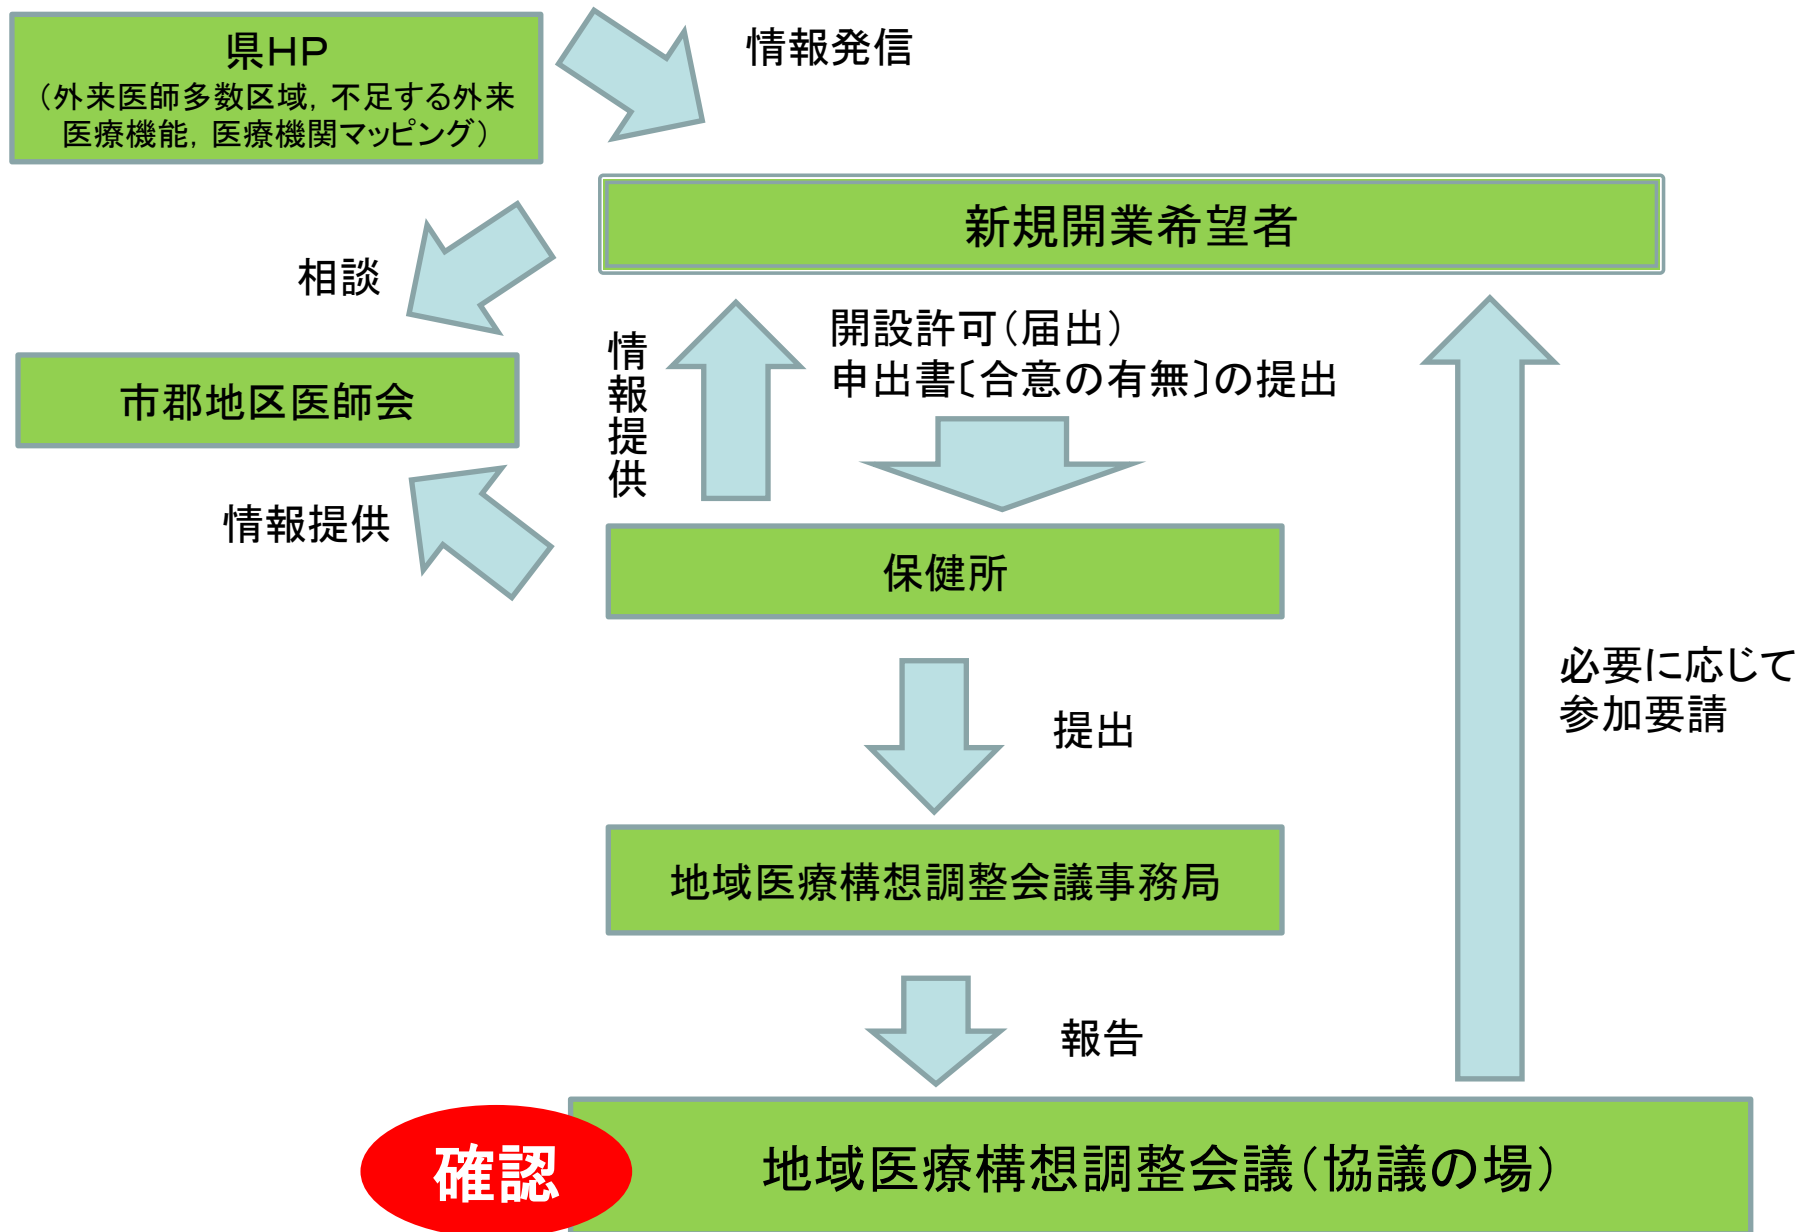 県HP
（外来医師多数区域，不足する外来
医療機能，医療機関マッピング）
情報発信
新規開業希望者
相談
市郡地区医師会
情報提供
開設許可（届出）
申出書〔合意の有無〕の提出
情報提供
保健所
必要に応じて
参加要請
提出
地域医療構想調整会議事務局
報告
確認
地域医療構想調整会議（協議の場）